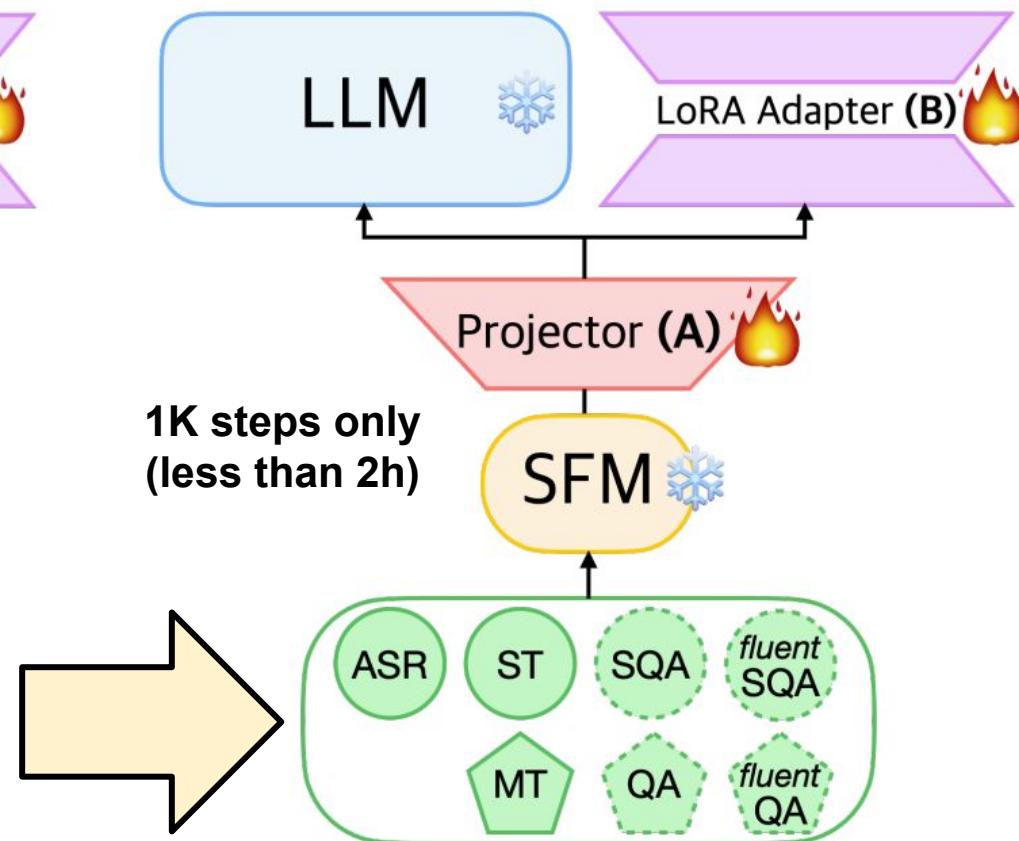 LLM
LoRA Adapter (B)
Projector (A)
1K steps only
(less than 2h)
SFM
ASR
ST
SQA
fluent
SQA
MT
QA
fluent
QA